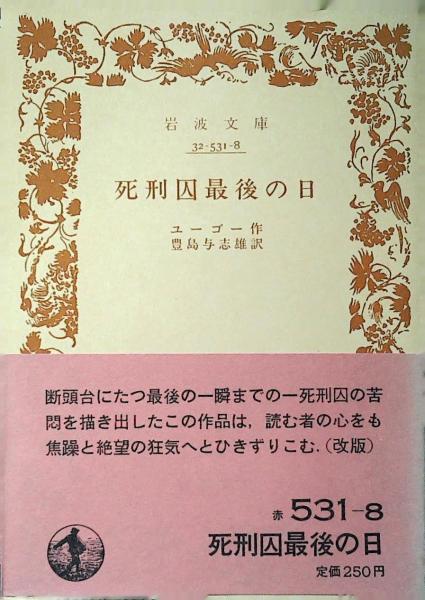 岩波文庫
32-531-8
死刑囚最後の日
ユーゴー作
豊島与志雄訳
断頭台にたつ最後の一瞬までの一死刑囚の苦
悶を描き出したこの作品は，読む者の心をも
焦躁と絶望の狂気へとひきずりこむ．（改版）
赤 531-8
死刑囚最後の日
定価250円